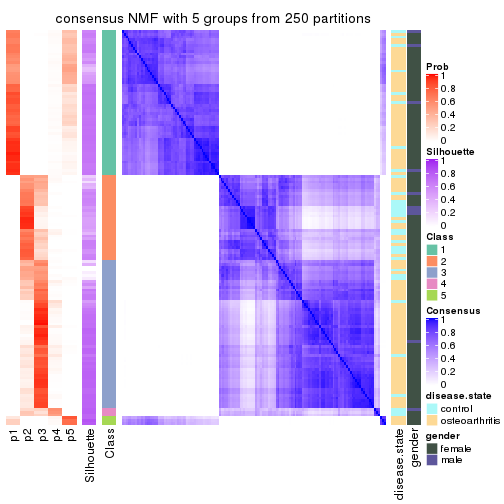 consensus NMF with 5 groups from 250 partitions
Prob
1
0.8
0.6
0.4
0.2
0
Silhouette
1
0.8
0.6
0.4
0.2
0
Class
1
2
3
4
5
Consensus
1
0.8
0.6
0.4
0.2
0
disease.state
control
osteoarthritis
gender
female
male
p1
p2
p3
p4
p5
Silhouette
Class
disease.state
gender